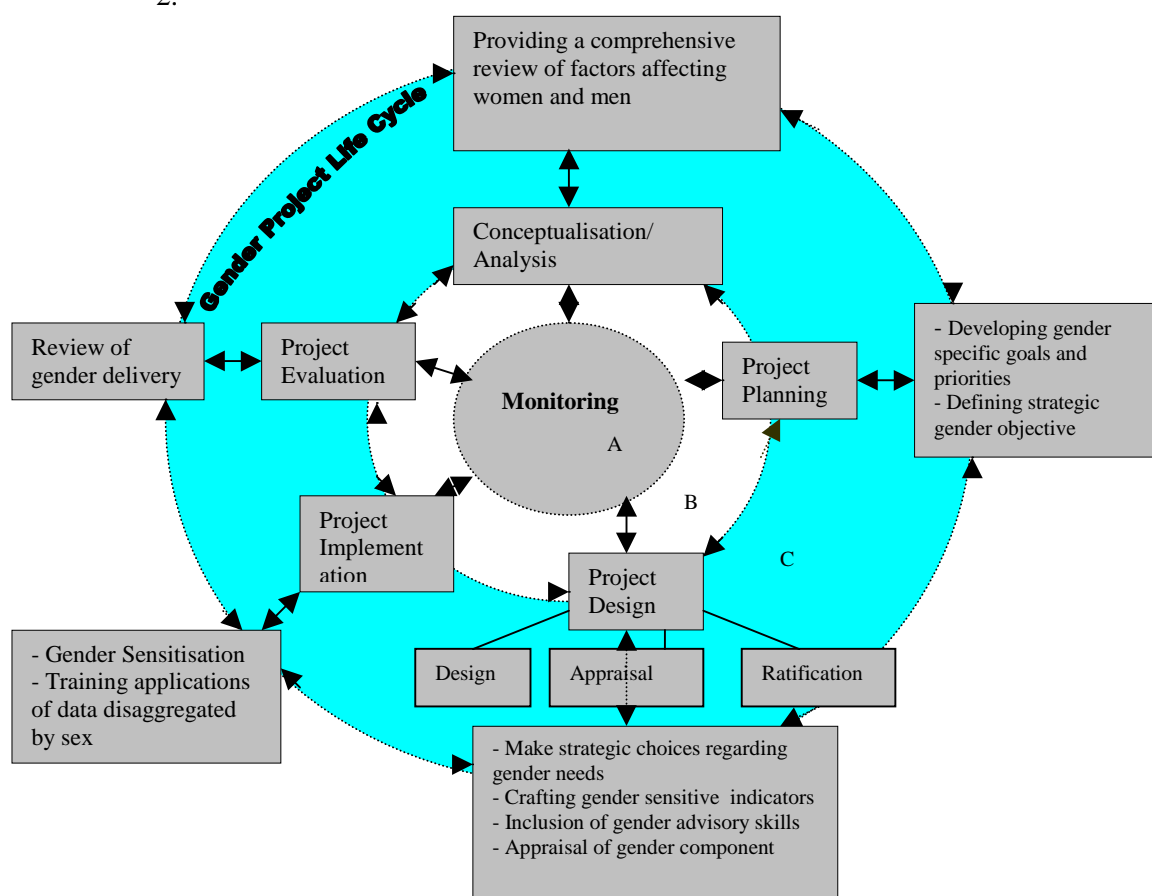 2.
Providing a comprehensive
review of factors affecting
women and men
Gender Project Life Cycle
Conceptualisation/
Analysis
Review of
gender delivery
Project
Evaluation
Monitoring
A
Project
Planning
- Developing gender
specific goals and
priorities
- Defining strategic
gender objective
B
C
Project
Implement
ation
Project
Design
- Gender Sensitisation
- Training applications
of data disaggregated
by sex
Design
Appraisal
Ratification
- Make strategic choices regarding
gender needs
- Crafting gender sensitive indicators
- Inclusion of gender advisory skills
- Appraisal of gender component